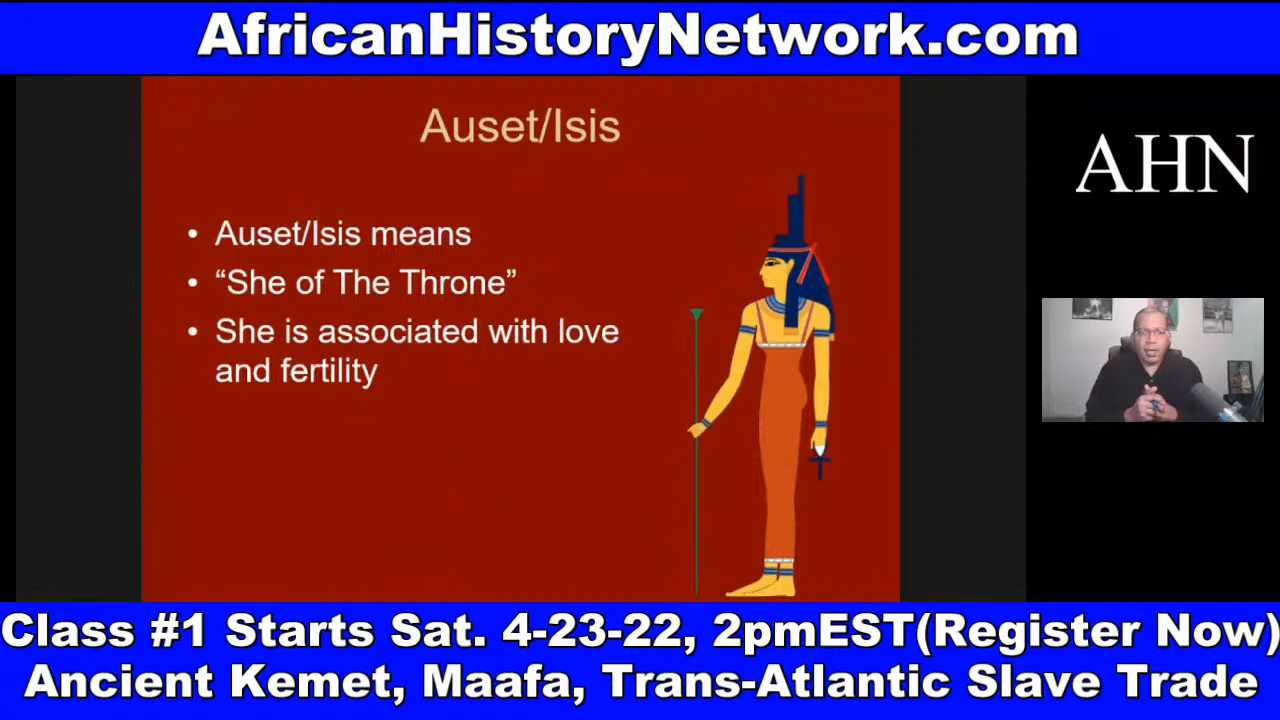 AfricanHistoryNetwork.com
Auset/Isis
• Auset/Isis means
• “She of The Throne”
• She is associated with love
and fertility
AHN
Class #1 Starts Sat. 4-23-22, 2pmEST(Register Now)
Ancient Kemet, Maafa, Trans-Atlantic Slave Trade